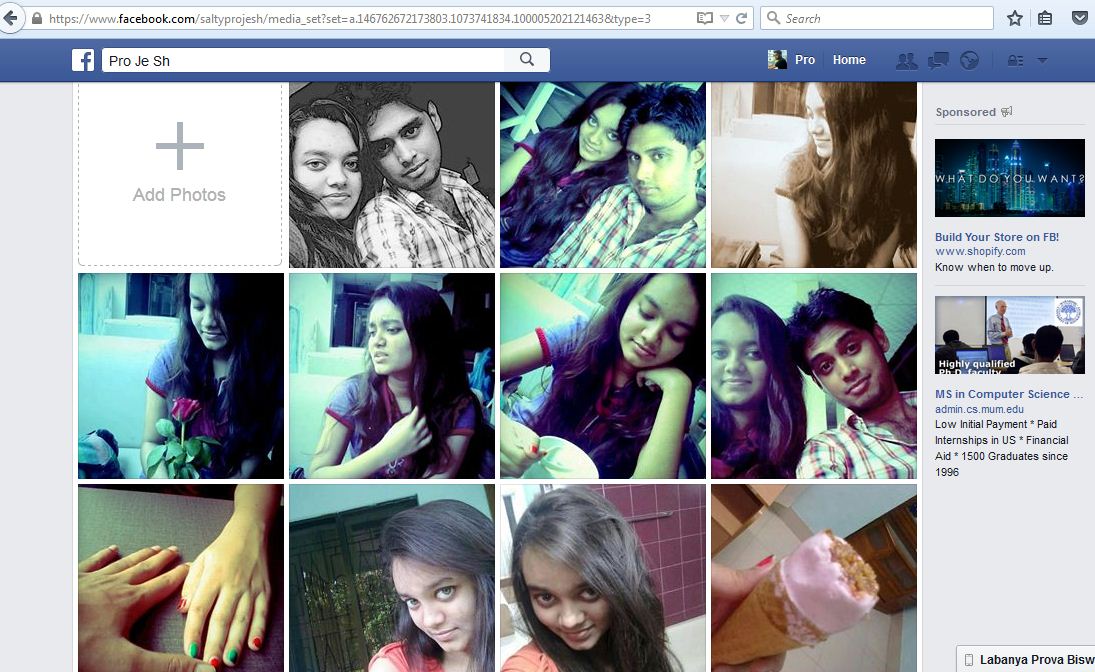 https://www.facebook.com/saltyprojesh/media_set?set=a.146762672173803.1073741834.100005202121463&type=3
Search
f
Pro Je Sh
Pro
Home
Add Photos
Sponsored
WHAT DO YOU WANT?
Build Your Store on FB!
www.shopify.com
Know when to move up.
Highly qualified
Ph.D. faculty
MS in Computer Science ...
admin.cs.mum.edu
Low Initial Payment * Paid
Internships in US * Financial
Aid * 1500 Graduates since
1996
Labanya Prova Bisw